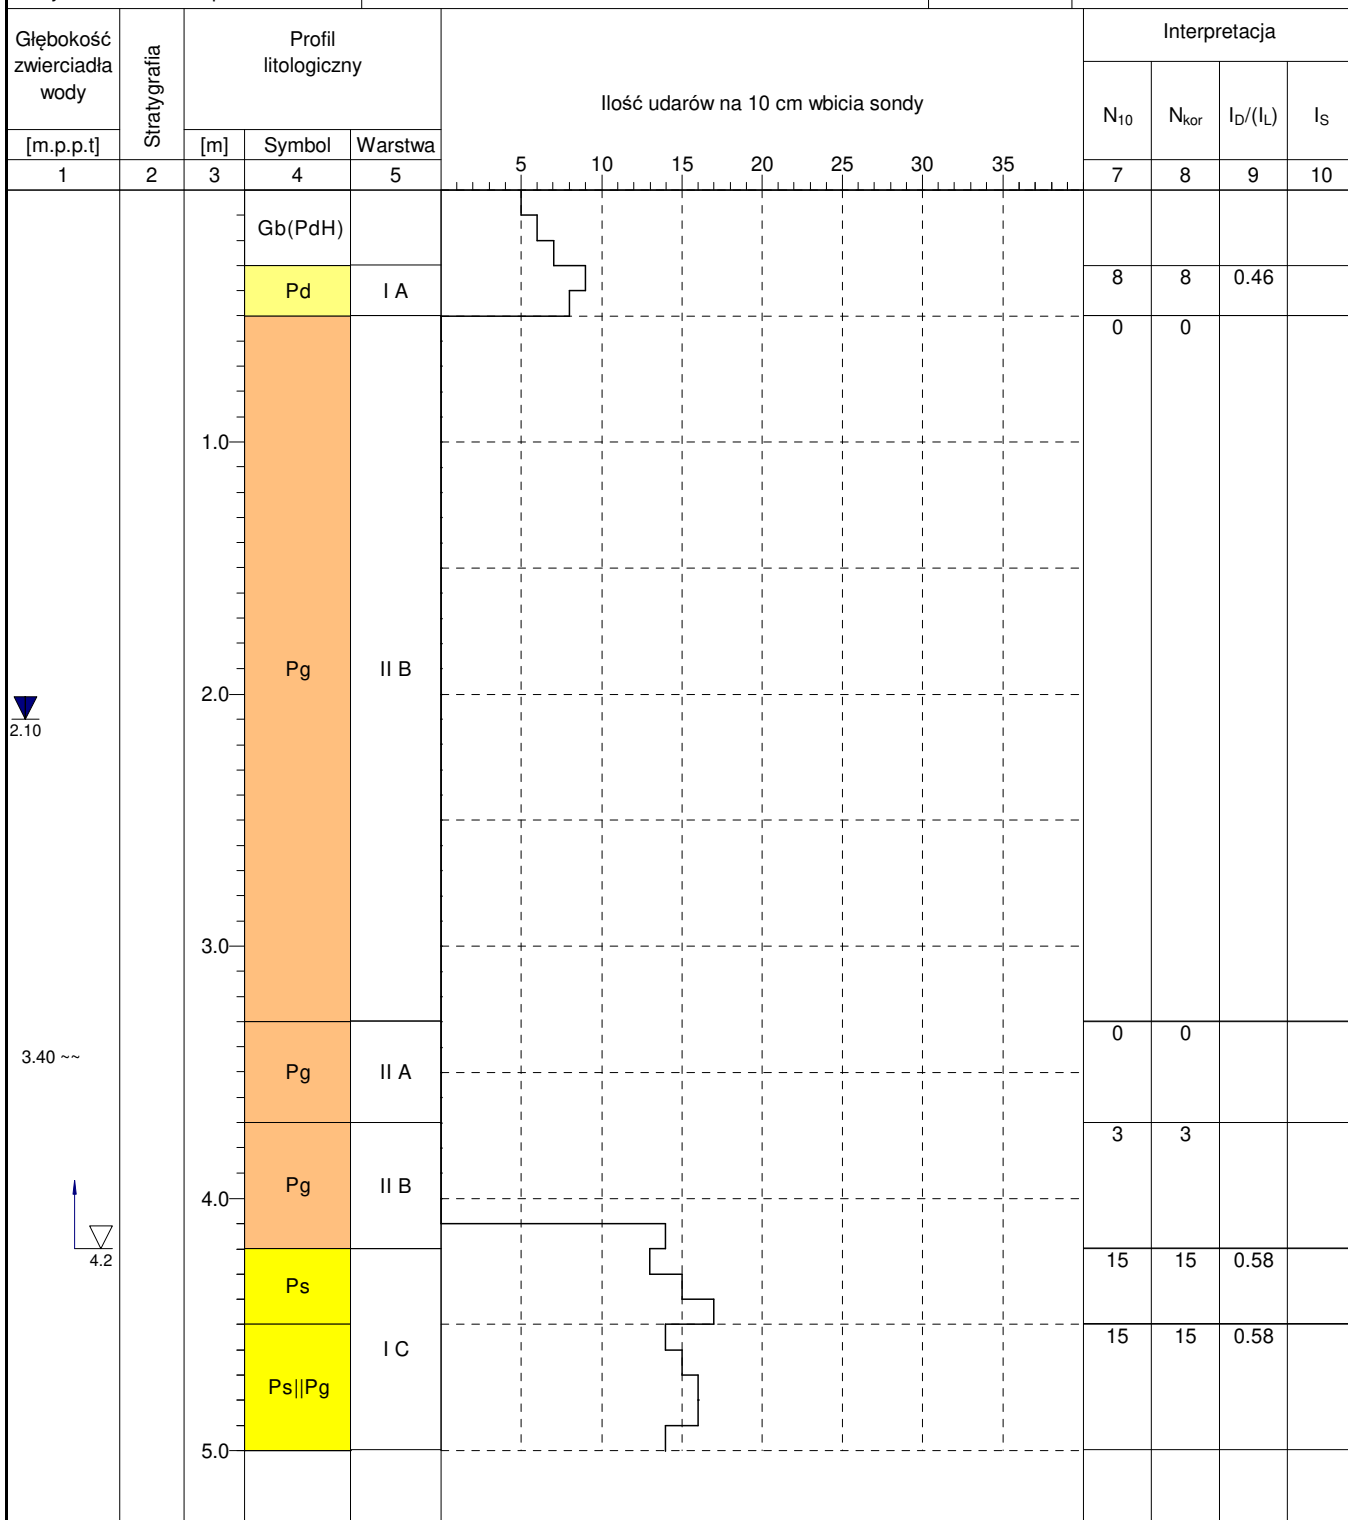 Głębokość
zwierciadła
wody
[m.p.p.t]
Stratygrafia
Profil
litologiczny
[m] Symbol Warstwa
Ilość udarów na 10 cm wbicia sondy
Interpretacja
N10 Nkor ID/(IL) IS
5 10 15 20 25 30 35
1 2 3 4 5 7 8 9 10
Gb(PdH)
Pd I A 8 8 0.46
0 0
1.0
Pg II B
2.0
2.10
3.0
0 0
3.40 ~~
Pg II A
3 3
Pg II B
4.0
4.2
15 15 0.58
Ps
15 15 0.58
I C
Ps||Pg
5.0